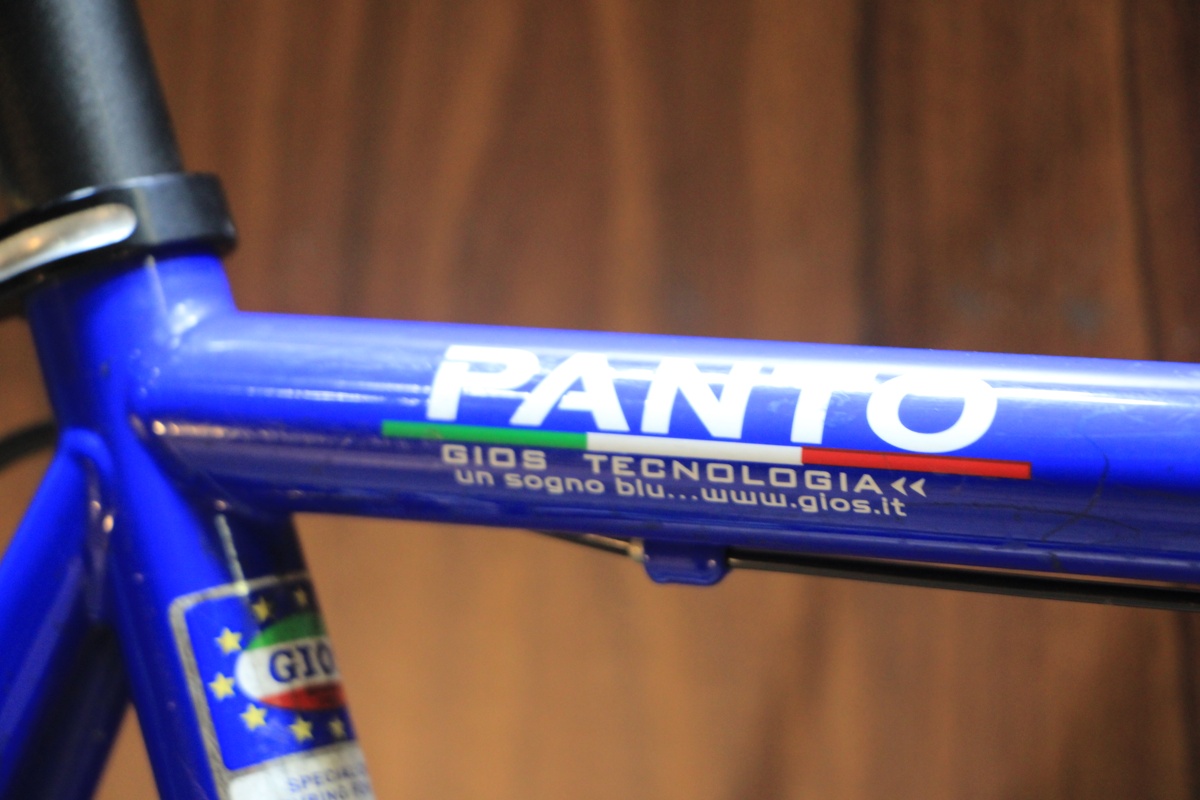 PANTO
GIOS TECNOLOGIA
un sogno blu...www.gios.it